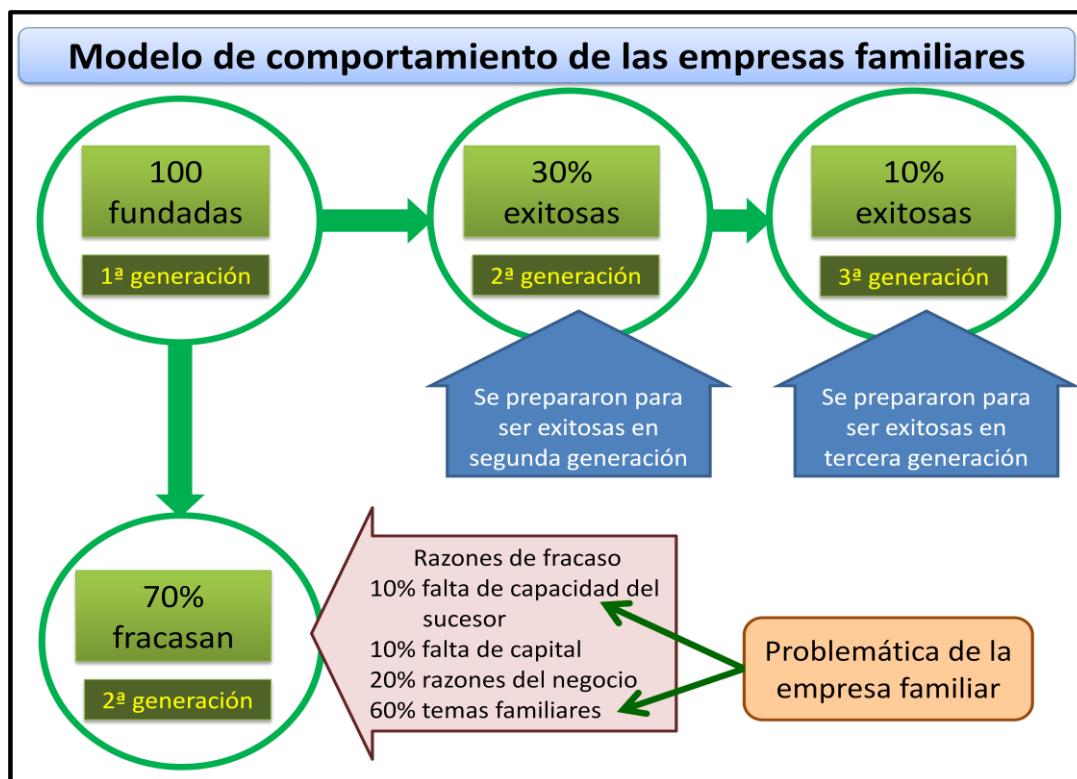 Modelo de comportamiento de las empresas familiares
100
fundadas
1ª generación
30%
exitosas
2ª generación
10%
exitosas
3ª generación
Se prepararon para
ser exitosas en
segunda generación
Se prepararon para
ser exitosas en
tercera generación
70%
fracasan
2ª generación
Razones de fracaso
10% falta de capacidad del
sucesor
10% falta de capital
20% razones del negocio
60% temas familiares
Problemática de la
empresa familiar